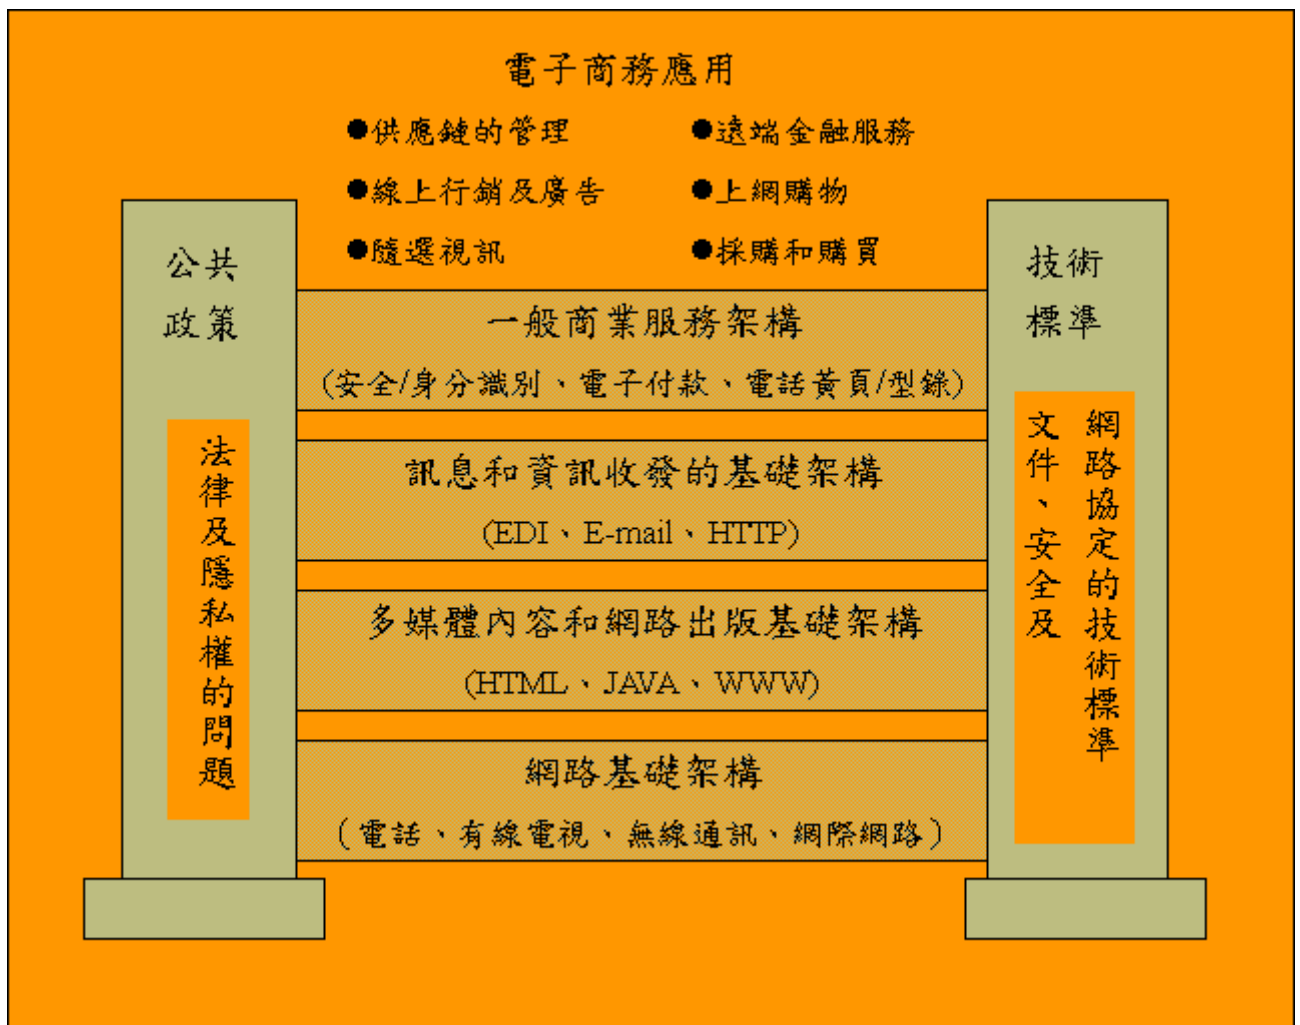 電子商務應用
●供應鏈的管理
●遠端金融服務
●線上行銷及廣告
●上網購物
●隨選視訊
●採購和購買
公共
政策
法律及隱私權的問題
一般商業服務架構
(安全/身分識別、電子付款、電話黃頁/型錄)
訊息和資訊收發的基礎架構
(EDI、E-mail、HTTP)
多媒體內容和網路出版基礎架構
(HTML、JAVA、WWW)
網路基礎架構
(電話、有線電視、無線通訊、網際網路)
技術
標準
文件、安全及
網路協定的技術標準